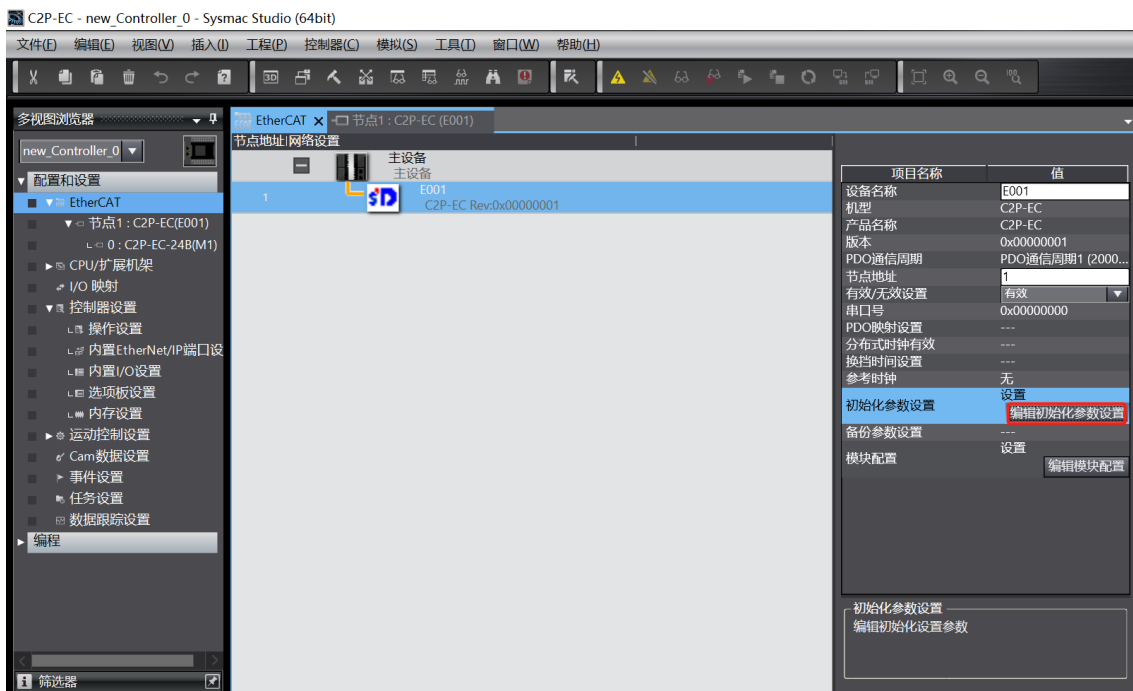 C2P-EC - new_Controller_0 - Sysmac Studio (64bit)
文件(F) 编辑(E) 视图(V) 插入(I) 工程(P) 控制器(C) 模拟(S) 工具(T) 窗口(W) 帮助(H)
多视图浏览器
new_Controller_0
配置和设置
EtherCAT
节点1 : C2P-EC(E001)
0 : C2P-EC-24B(M1)
CPU/扩展机架
I/O 映射
控制器设置
操作设置
内置EtherNet/IP端口设
内置I/O设置
选项板设置
内存设置
运动控制设置
Cam数据设置
事件设置
任务设置
数据跟踪设置
编程
筛选器
EtherCAT 节点1 : C2P-EC (E001)
节点地址 网络设置
主设备
主设备
1
E001
C2P-EC Rev:0x00000001
项目名称 值
设备名称 E001
机型 C2P-EC
产品名称 C2P-EC
版本 0x00000001
PDO通信周期 PDO通信周期1 (2000...
节点地址 1
有效/无效设置 有效
串口号 0x00000000
PDO映射设置 ---
分布式时钟有效 ---
换挡时间设置 ---
参考时钟 无
初始化参数设置 设置
编辑初始化参数设置
备份参数设置 ---
模块配置 设置
编辑模块配置
初始化参数设置
编辑初始化设置参数